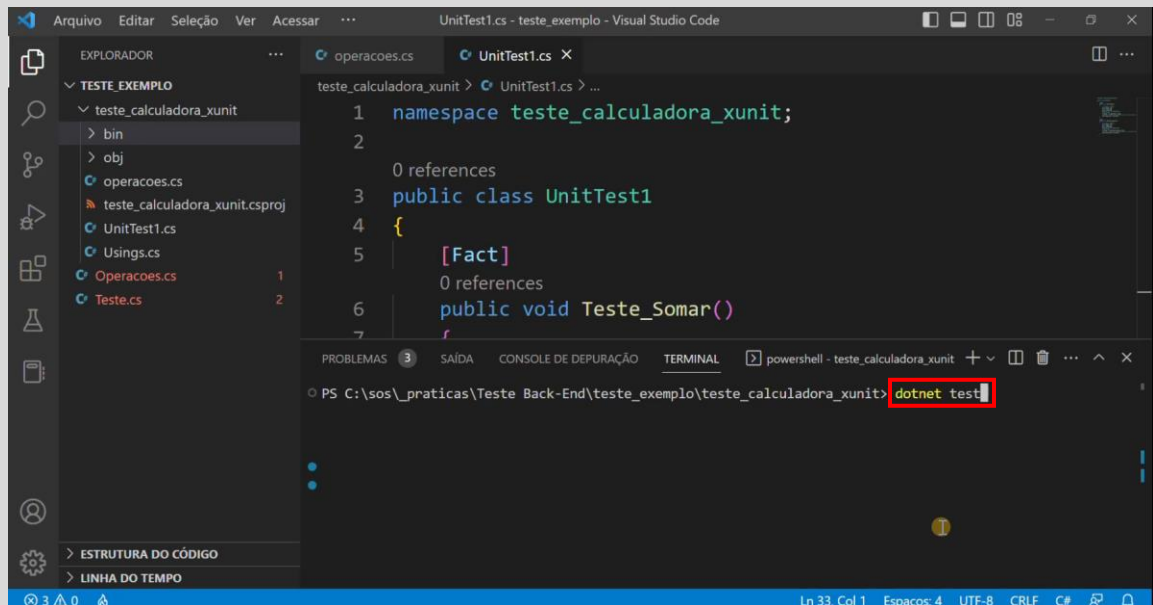 Arquivo Editar Seleção Ver Acessar ··· UnitTest1.cs - teste_exemplo - Visual Studio Code
EXPLORADOR ···
TESTE_EXEMPLO
teste_calculadora_xunit
bin
obj
operacoes.cs
teste_calculadora_xunit.csproj
UnitTest1.cs
Usings.cs
Operacoes.cs 1
Teste.cs 2
ESTRUTURA DO CÓDIGO
LINHA DO TEMPO
operacoes.cs UnitTest1.cs
teste_calculadora_xunit > UnitTest1.cs > ...
1 namespace teste_calculadora_xunit;
2
0 references
3 public class UnitTest1
4 {
5 [Fact]
0 references
6 public void Teste_Somar()
7 {
PROBLEMAS 3 SAÍDA CONSOLE DE DEPURAÇÃO TERMINAL powershell - teste_calculadora_xunit
PS C:\sos\_praticas\Teste Back-End\teste_exemplo\teste_calculadora_xunit> dotnet test
3 0 Ln 33, Col 1 Espaços: 4 UTF-8 CRLF C#